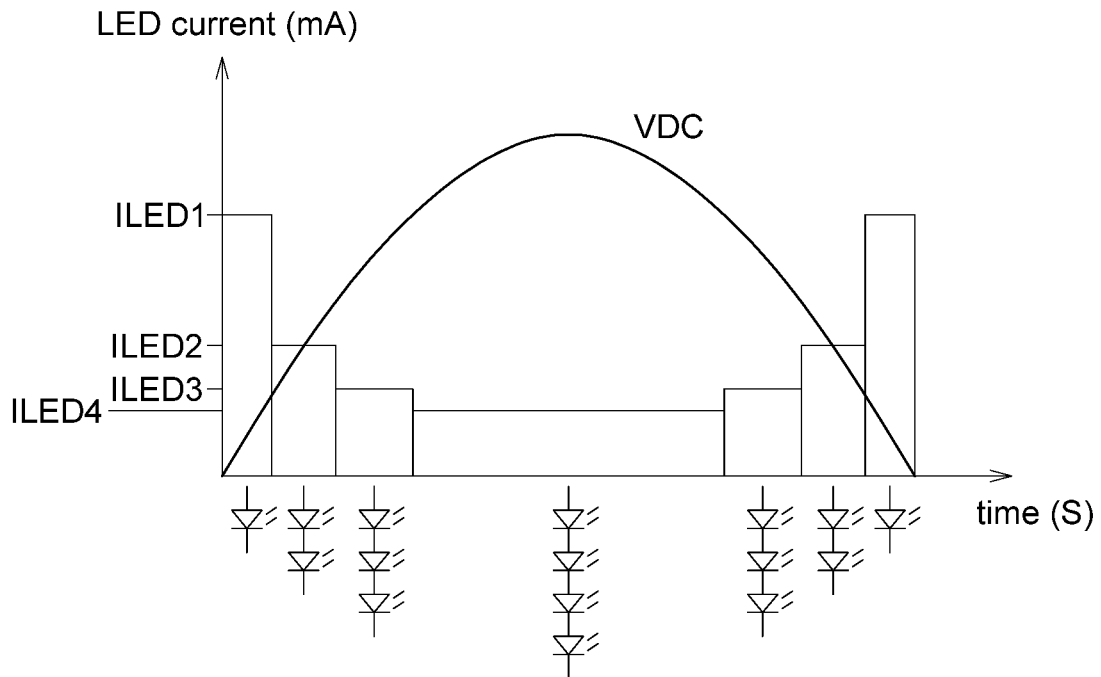 LED current (mA)
VDC
ILED1
ILED2
ILED3
ILED4
time (S)